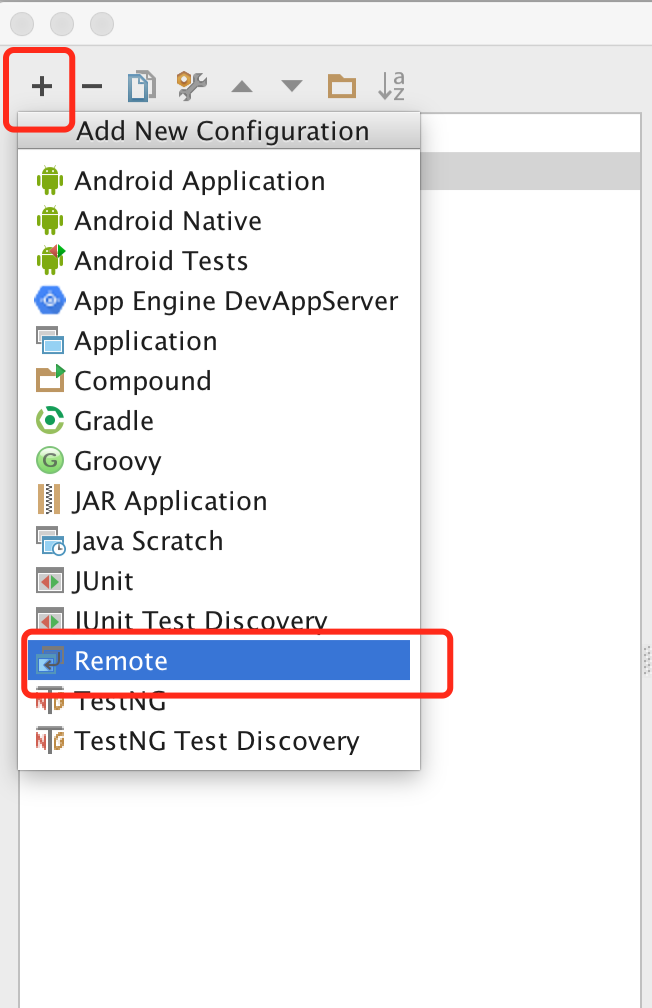 Add New Configuration
Android Application
Android Native
Android Tests
App Engine DevAppServer
Application
Compound
Gradle
Groovy
JAR Application
Java Scratch
JUnit
JUnit Test Discovery
Remote
TestNG
TestNG Test Discovery